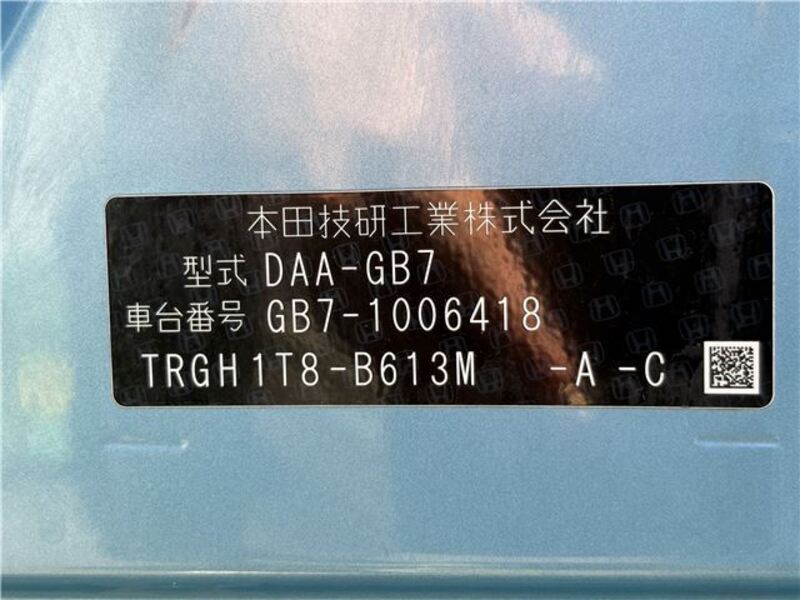 本田技研工業株式会社
型式 DAA-GB7
車台番号 GB7-1006418
TRGH1T8-B613M -A -C